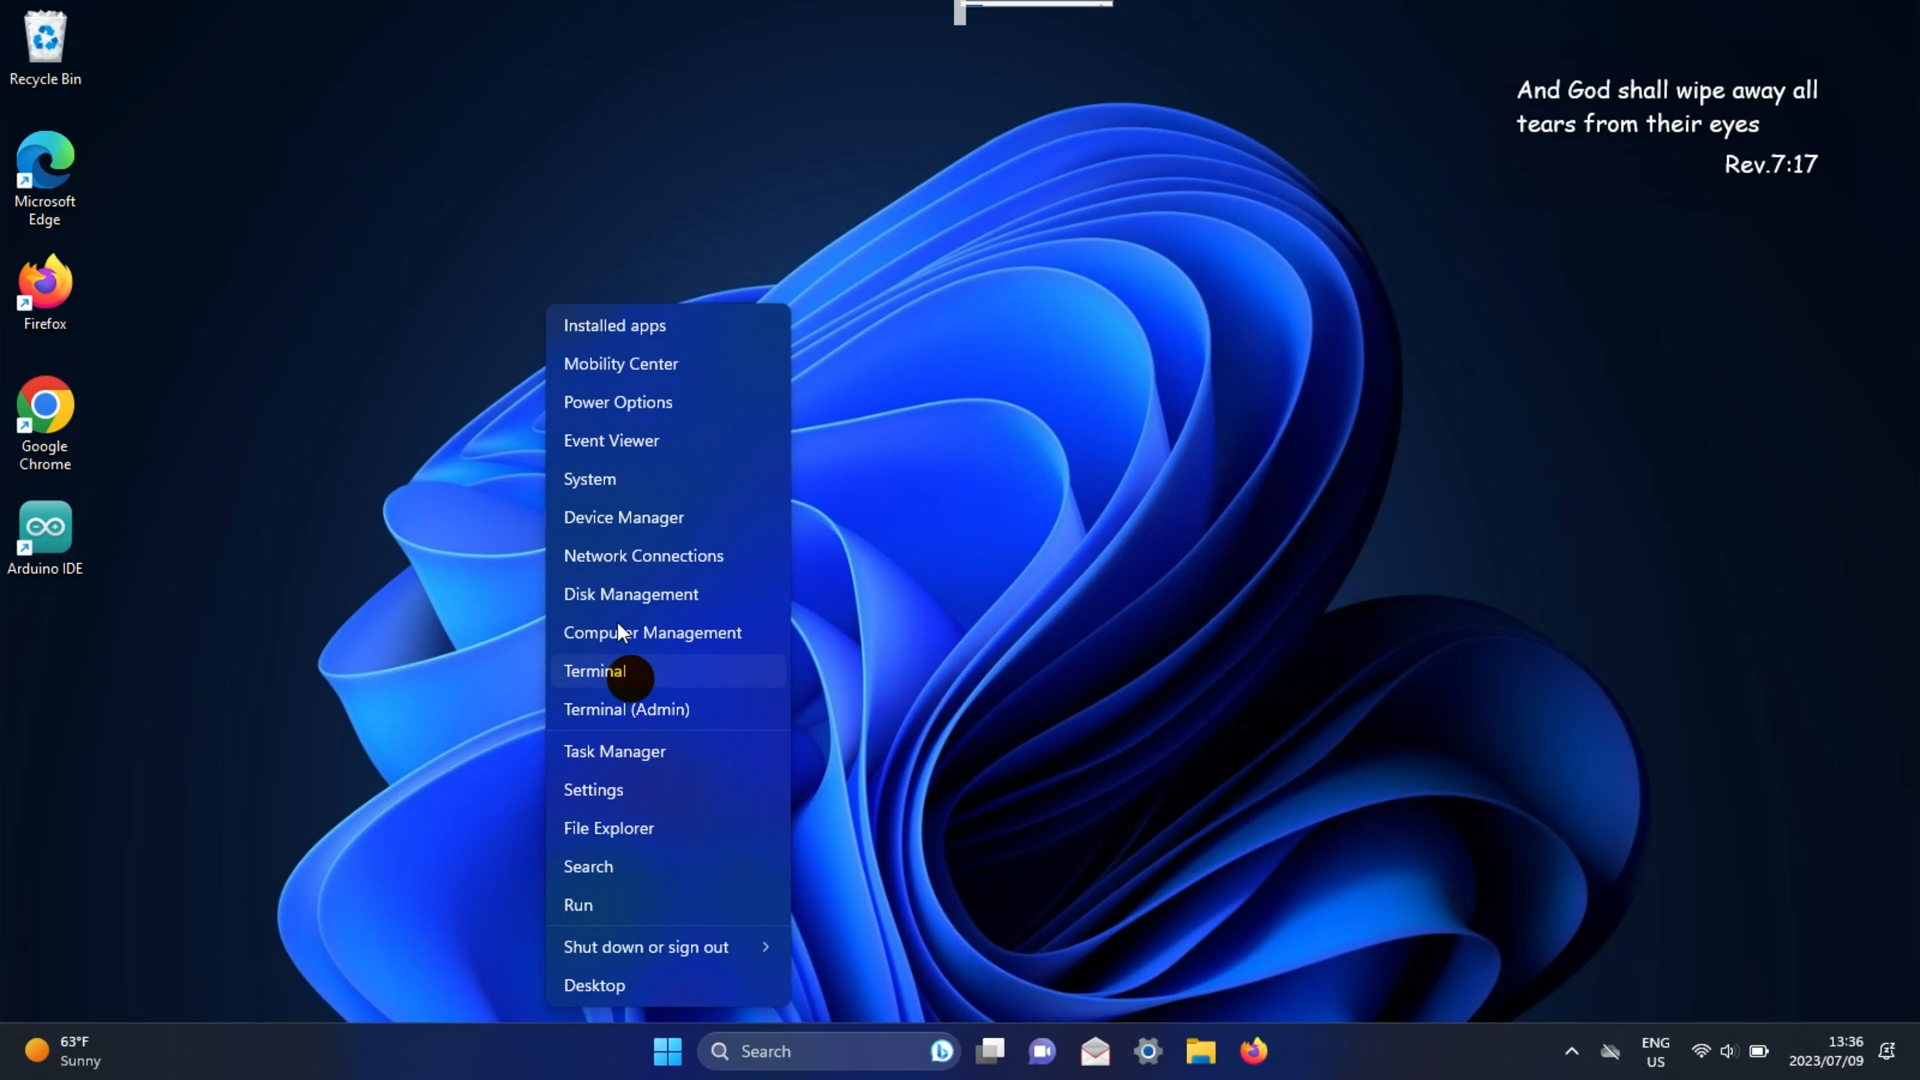 Recycle Bin
Microsoft
Edge
Firefox
Google
Chrome
Arduino IDE
And God shall wipe away all
tears from their eyes
Rev.7:17
Installed apps
Mobility Center
Power Options
Event Viewer
System
Device Manager
Network Connections
Disk Management
Computer Management
Terminal
Terminal (Admin)
Task Manager
Settings
File Explorer
Search
Run
Shut down or sign out
Desktop
63°F
Sunny
Search
ENG
US
13:36
2023/07/09